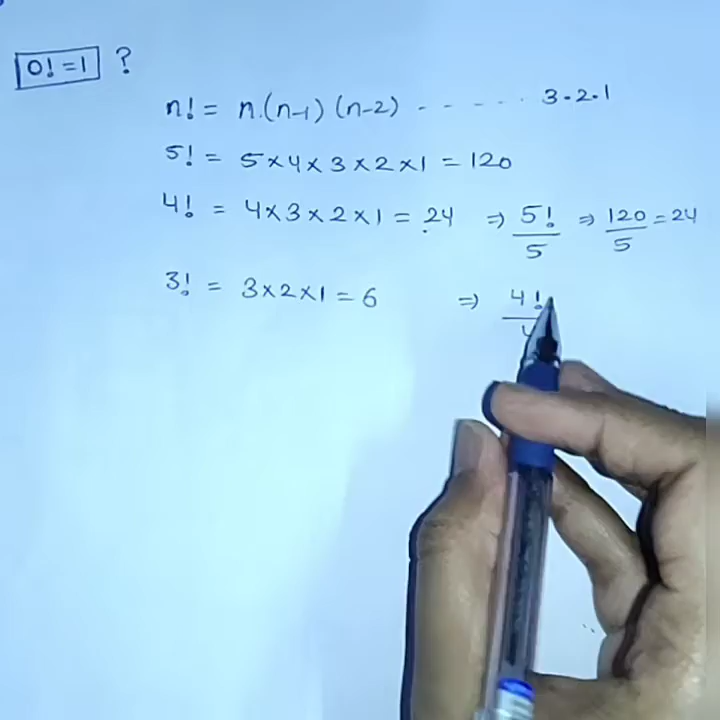 0! = 1 ?
n! = n.(n-1) (n-2) - - - - - - 3.2.1
5! = 5×4×3×2×1 = 120
4! = 4×3×2×1 = 24 ⇒ 5!/5 ⇒ 120/5 = 24
3! = 3×2×1 = 6 ⇒ 4!/4